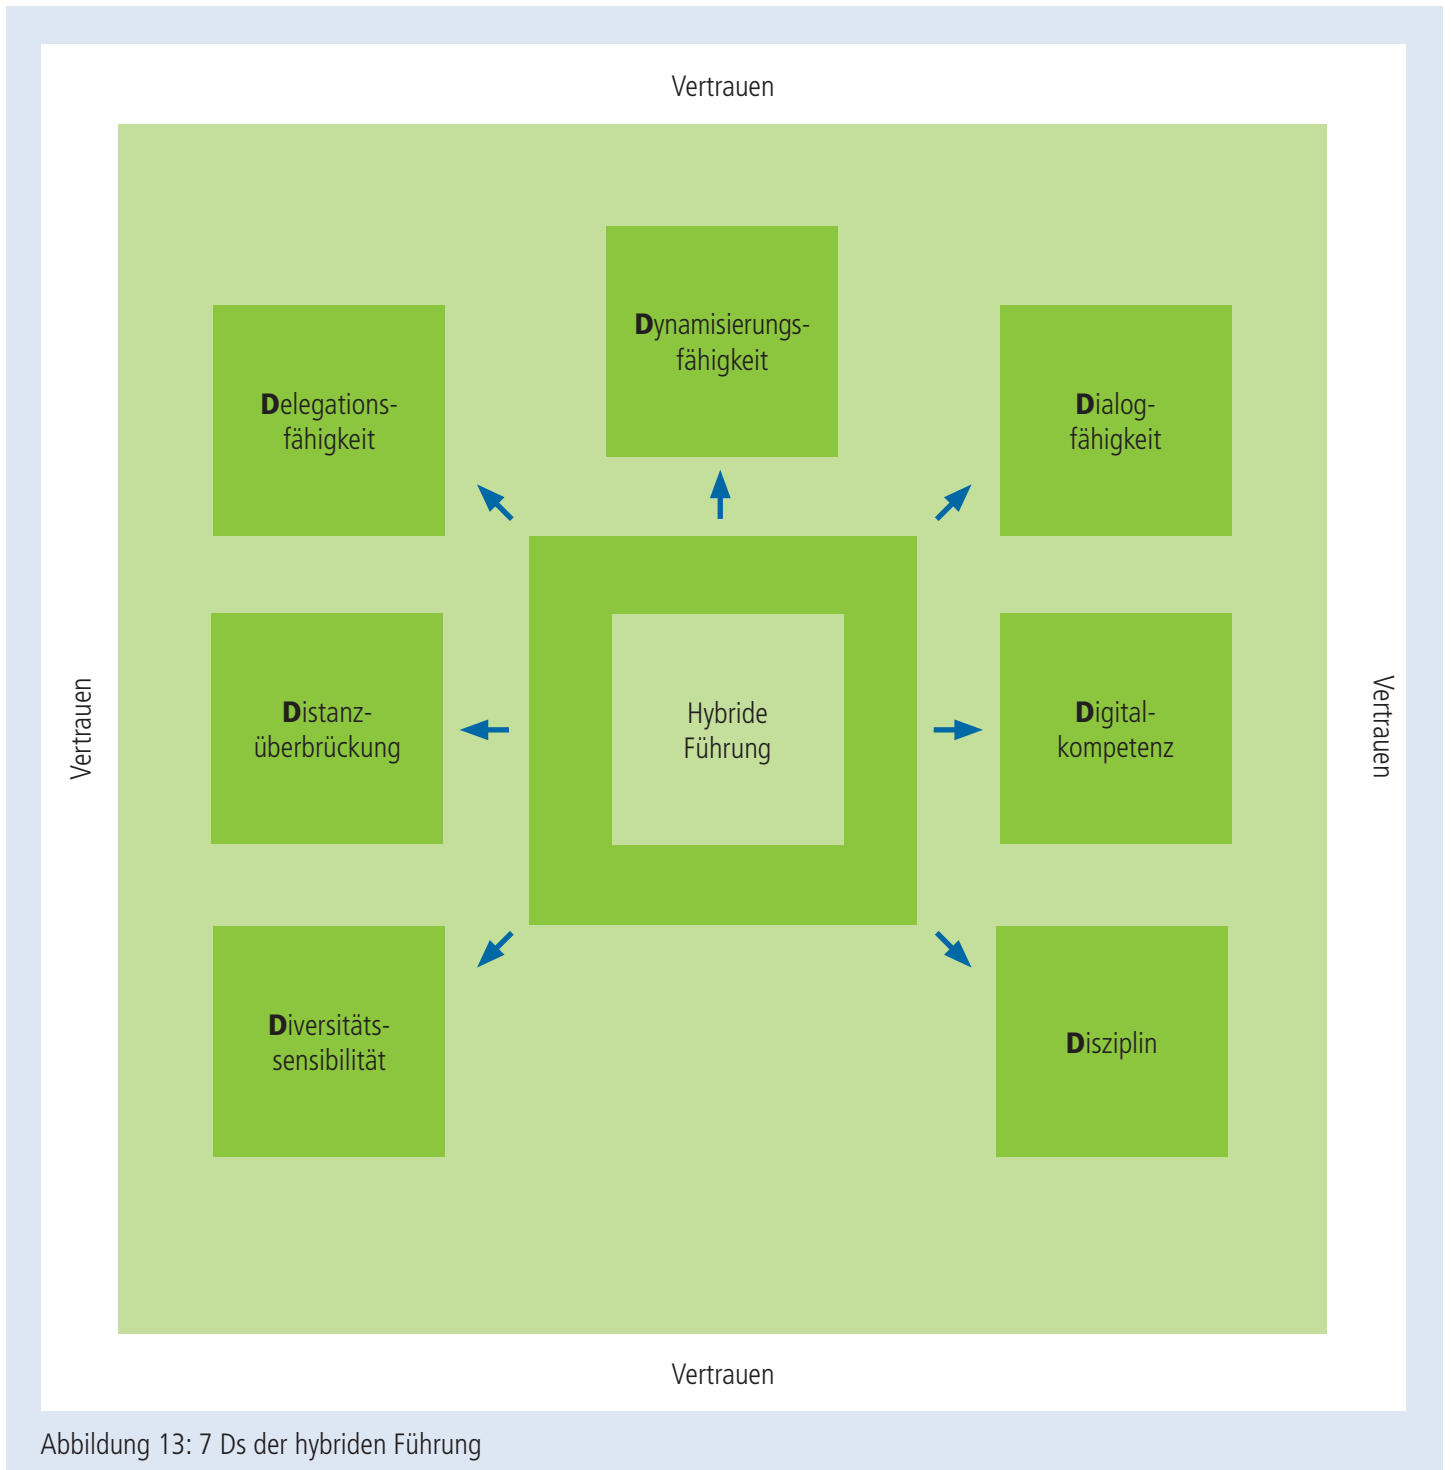 Vertrauen
Dynamisierungs-
fähigkeit
Delegations-
fähigkeit
Dialog-
fähigkeit
Vertrauen
Distanz-
überbrückung
Hybride
Führung
Digital-
kompetenz
Vertrauen
Diversitäts-
sensibilität
Disziplin
Vertrauen
Abbildung 13: 7 Ds der hybriden Führung